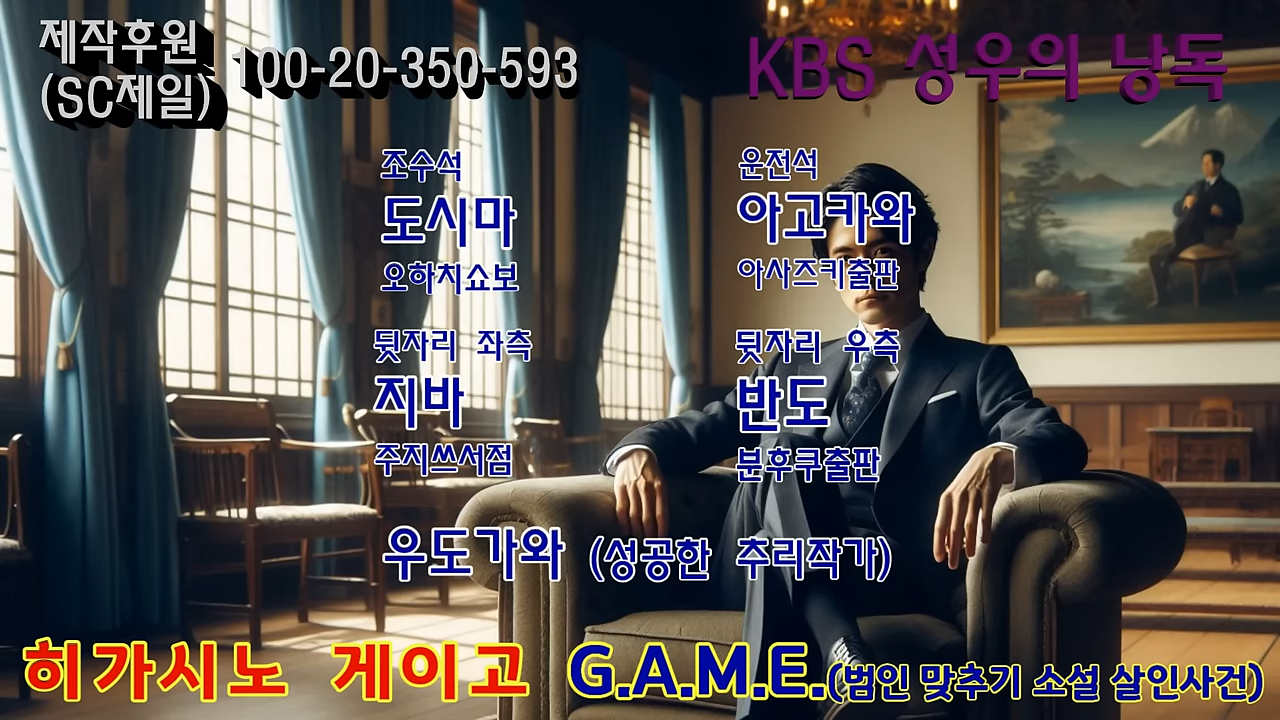 제작후원
(SC제일)
100-20-350-593
KBS 성우의 낭독
조수석
도시마
오하치쇼보
운전석
아고카와
아사즈키출판
뒷자리 좌측
지바
주지쓰서점
뒷자리 우측
반도
분후쿠출판
우도가와 (성공한 추리작가)
히가시노 게이고 G.A.M.E.(범인 맞추기 소설 살인사건)